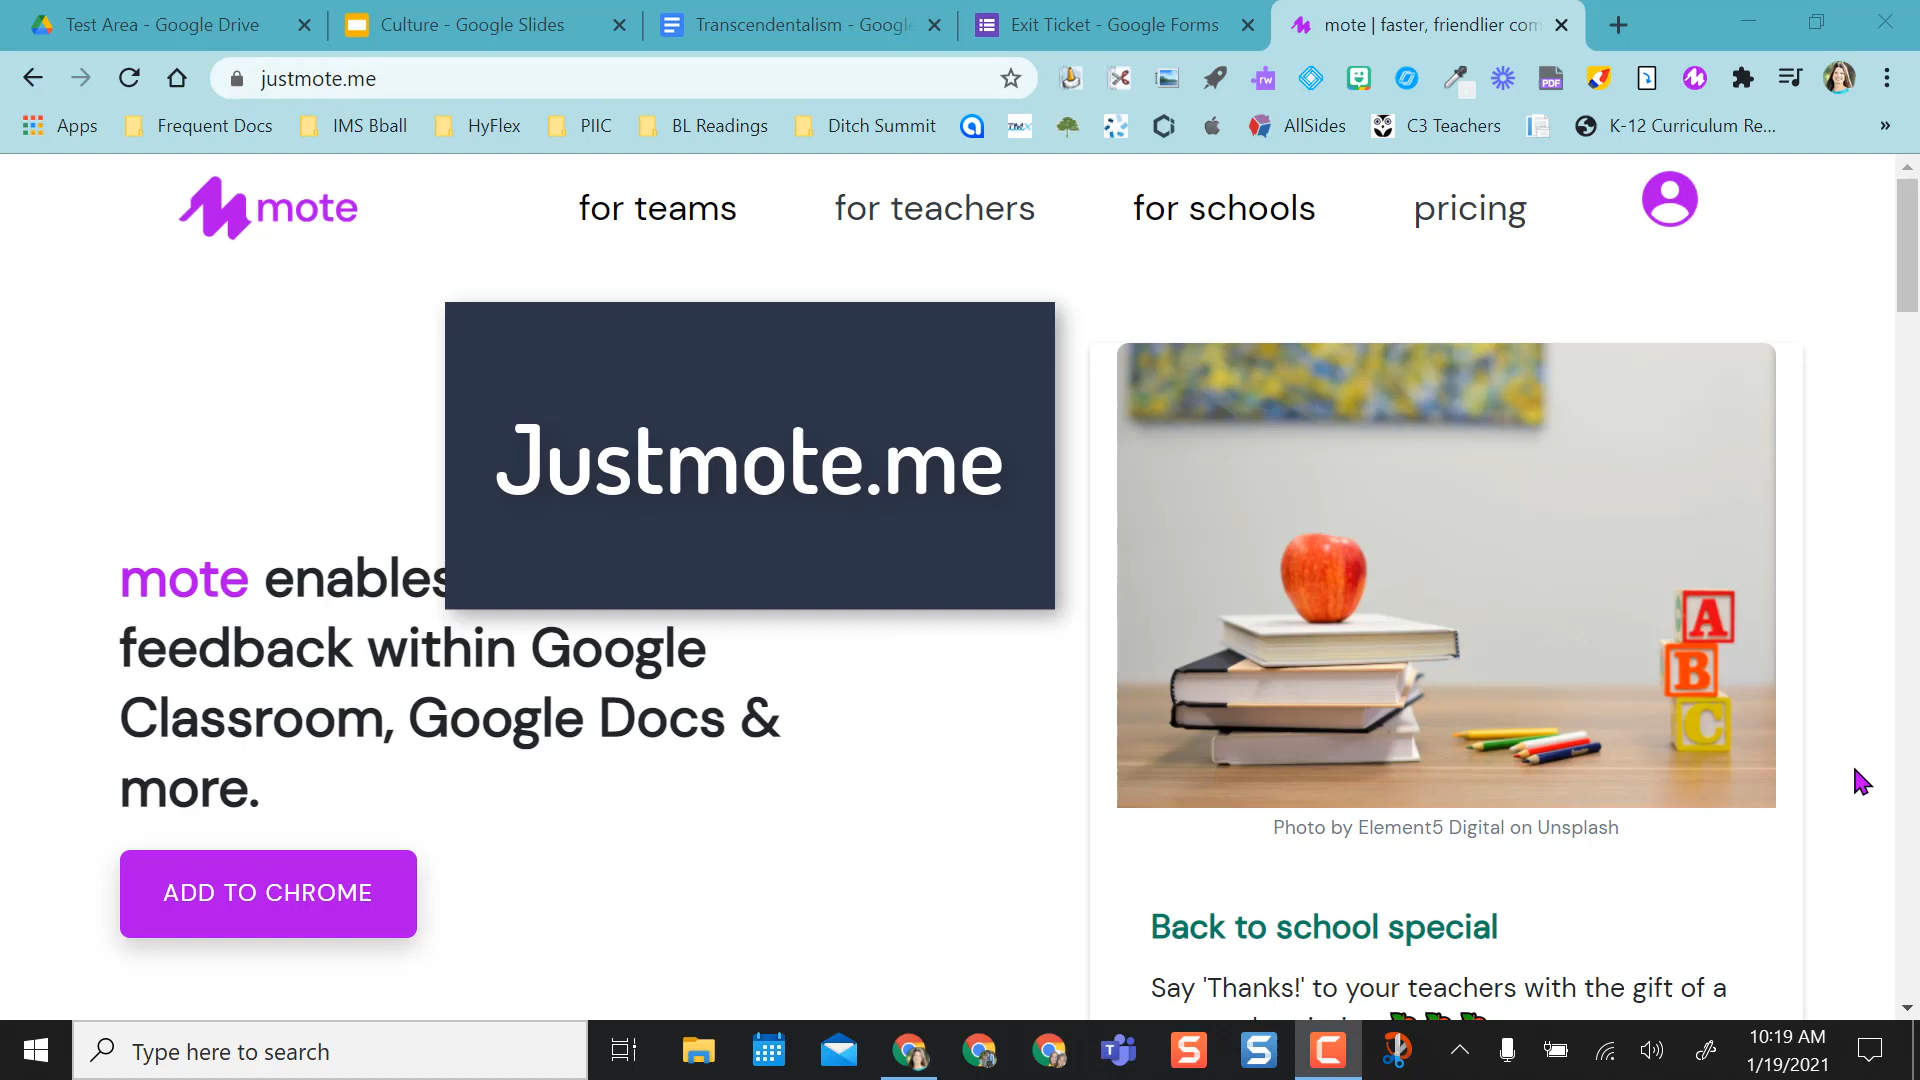 Test Area - Google Drive
Culture - Google Slides
Transcendentalism - Google
Exit Ticket - Google Forms
mote | faster, friendlier com
justmote.me
rw
PDF
Apps
Frequent Docs
IMS Bball
HyFlex
PIIC
BL Readings
Ditch Summit
AllSides
C3 Teachers
K-12 Curriculum Re...
»
mote
for teams
for teachers
for schools
pricing
Justmote.me
mote enables
feedback within Google
Classroom, Google Docs &
more.
ADD TO CHROME
A
B
C
Photo by Element5 Digital on Unsplash
Back to school special
Say 'Thanks!' to your teachers with the gift of a
Type here to search
10:19 AM
1/19/2021